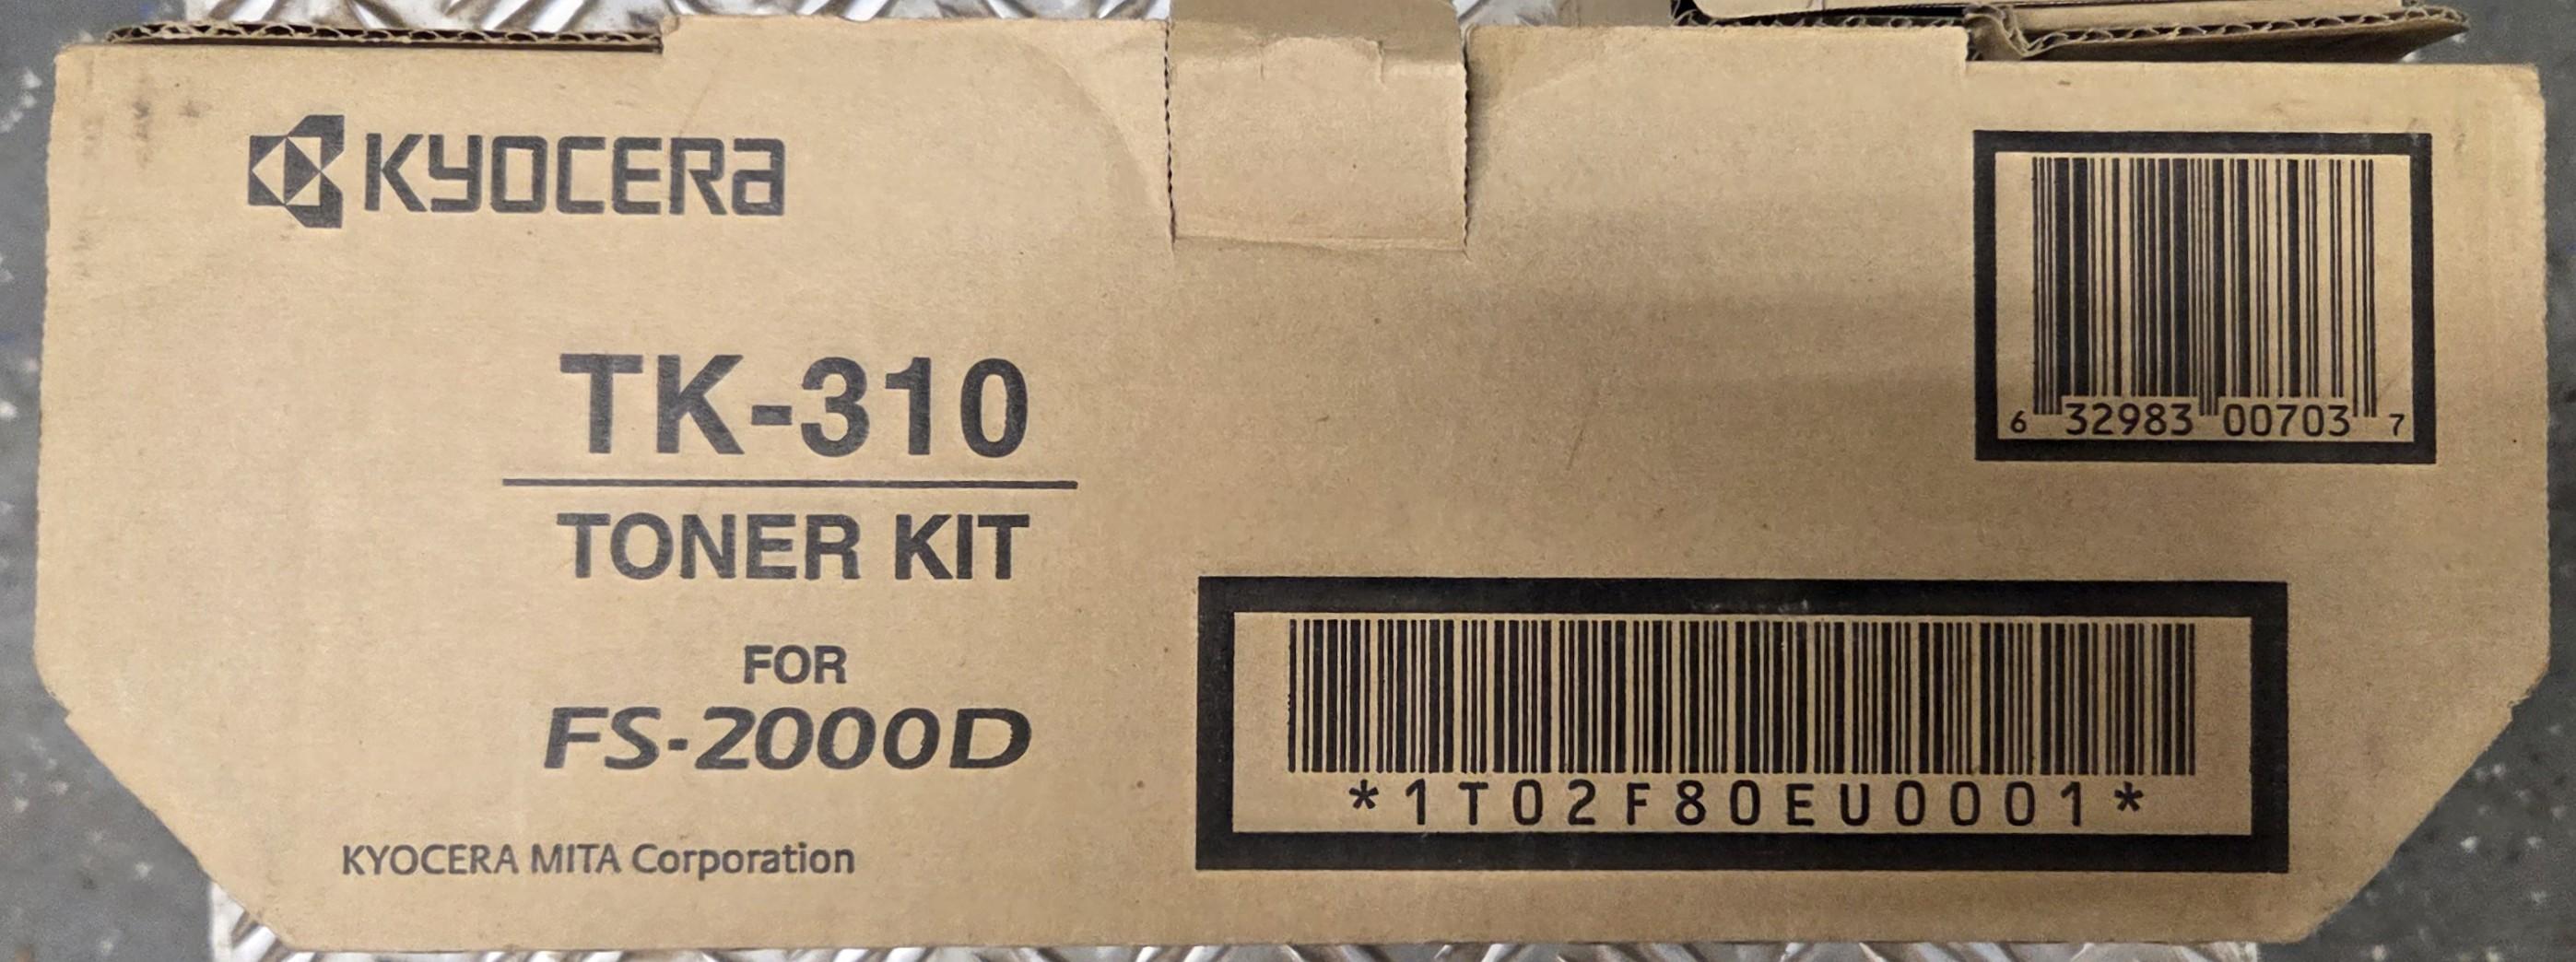 KYOCERA
TK-310
TONER KIT
FOR
FS-2000D
KYOCERA MITA Corporation
6 32983 00703 7
*1T02F80EU0001*